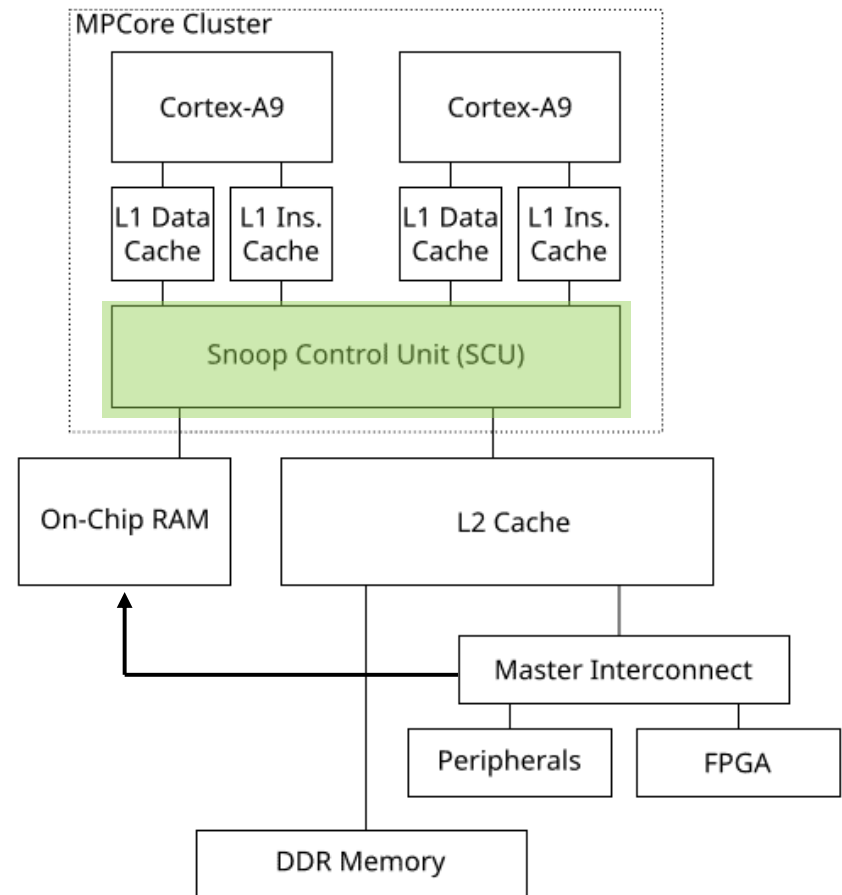 MPCore Cluster
Cortex-A9
Cortex-A9
L1 Data
Cache
L1 Ins.
Cache
L1 Data
Cache
L1 Ins.
Cache
Snoop Control Unit (SCU)
On-Chip RAM
L2 Cache
Master Interconnect
Peripherals
FPGA
DDR Memory